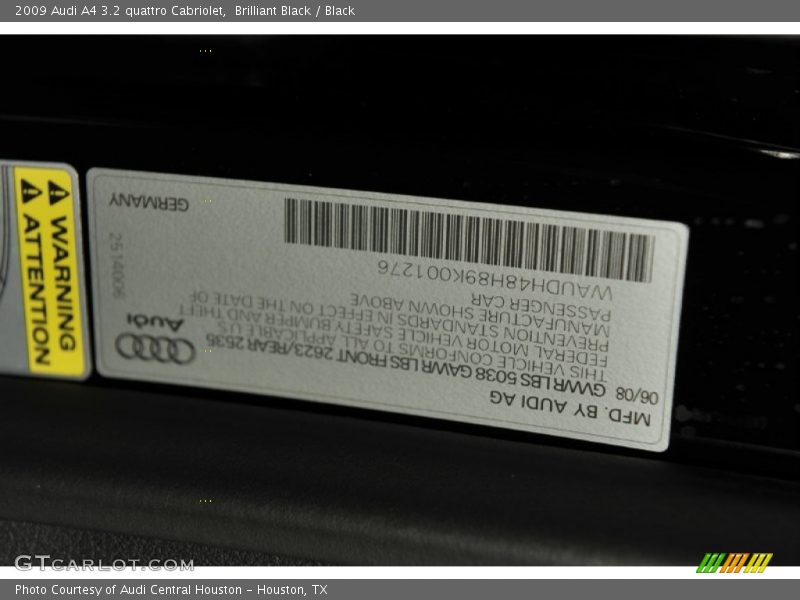 2009 Audi A4 3.2 quattro Cabriolet,  Brilliant Black / Black
WARNING
ATTENTION
MFD. BY AUDI AG
06/08 GVWR LBS 5038 GAWR LBS FRONT 2623/REAR 2535
THIS VEHICLE CONFORMS TO ALL APPLICABLE U.S.
FEDERAL MOTOR VEHICLE SAFETY BUMPER AND THEFT
PREVENTION STANDARDS IN EFFECT ON THE DATE OF
MANUFACTURE SHOWN ABOVE
PASSENGER CAR
WAUDH48H89K001276
Audi
2514006
GERMANY
GTCARLOT.COM
Photo Courtesy of Audi Central Houston – Houston, TX